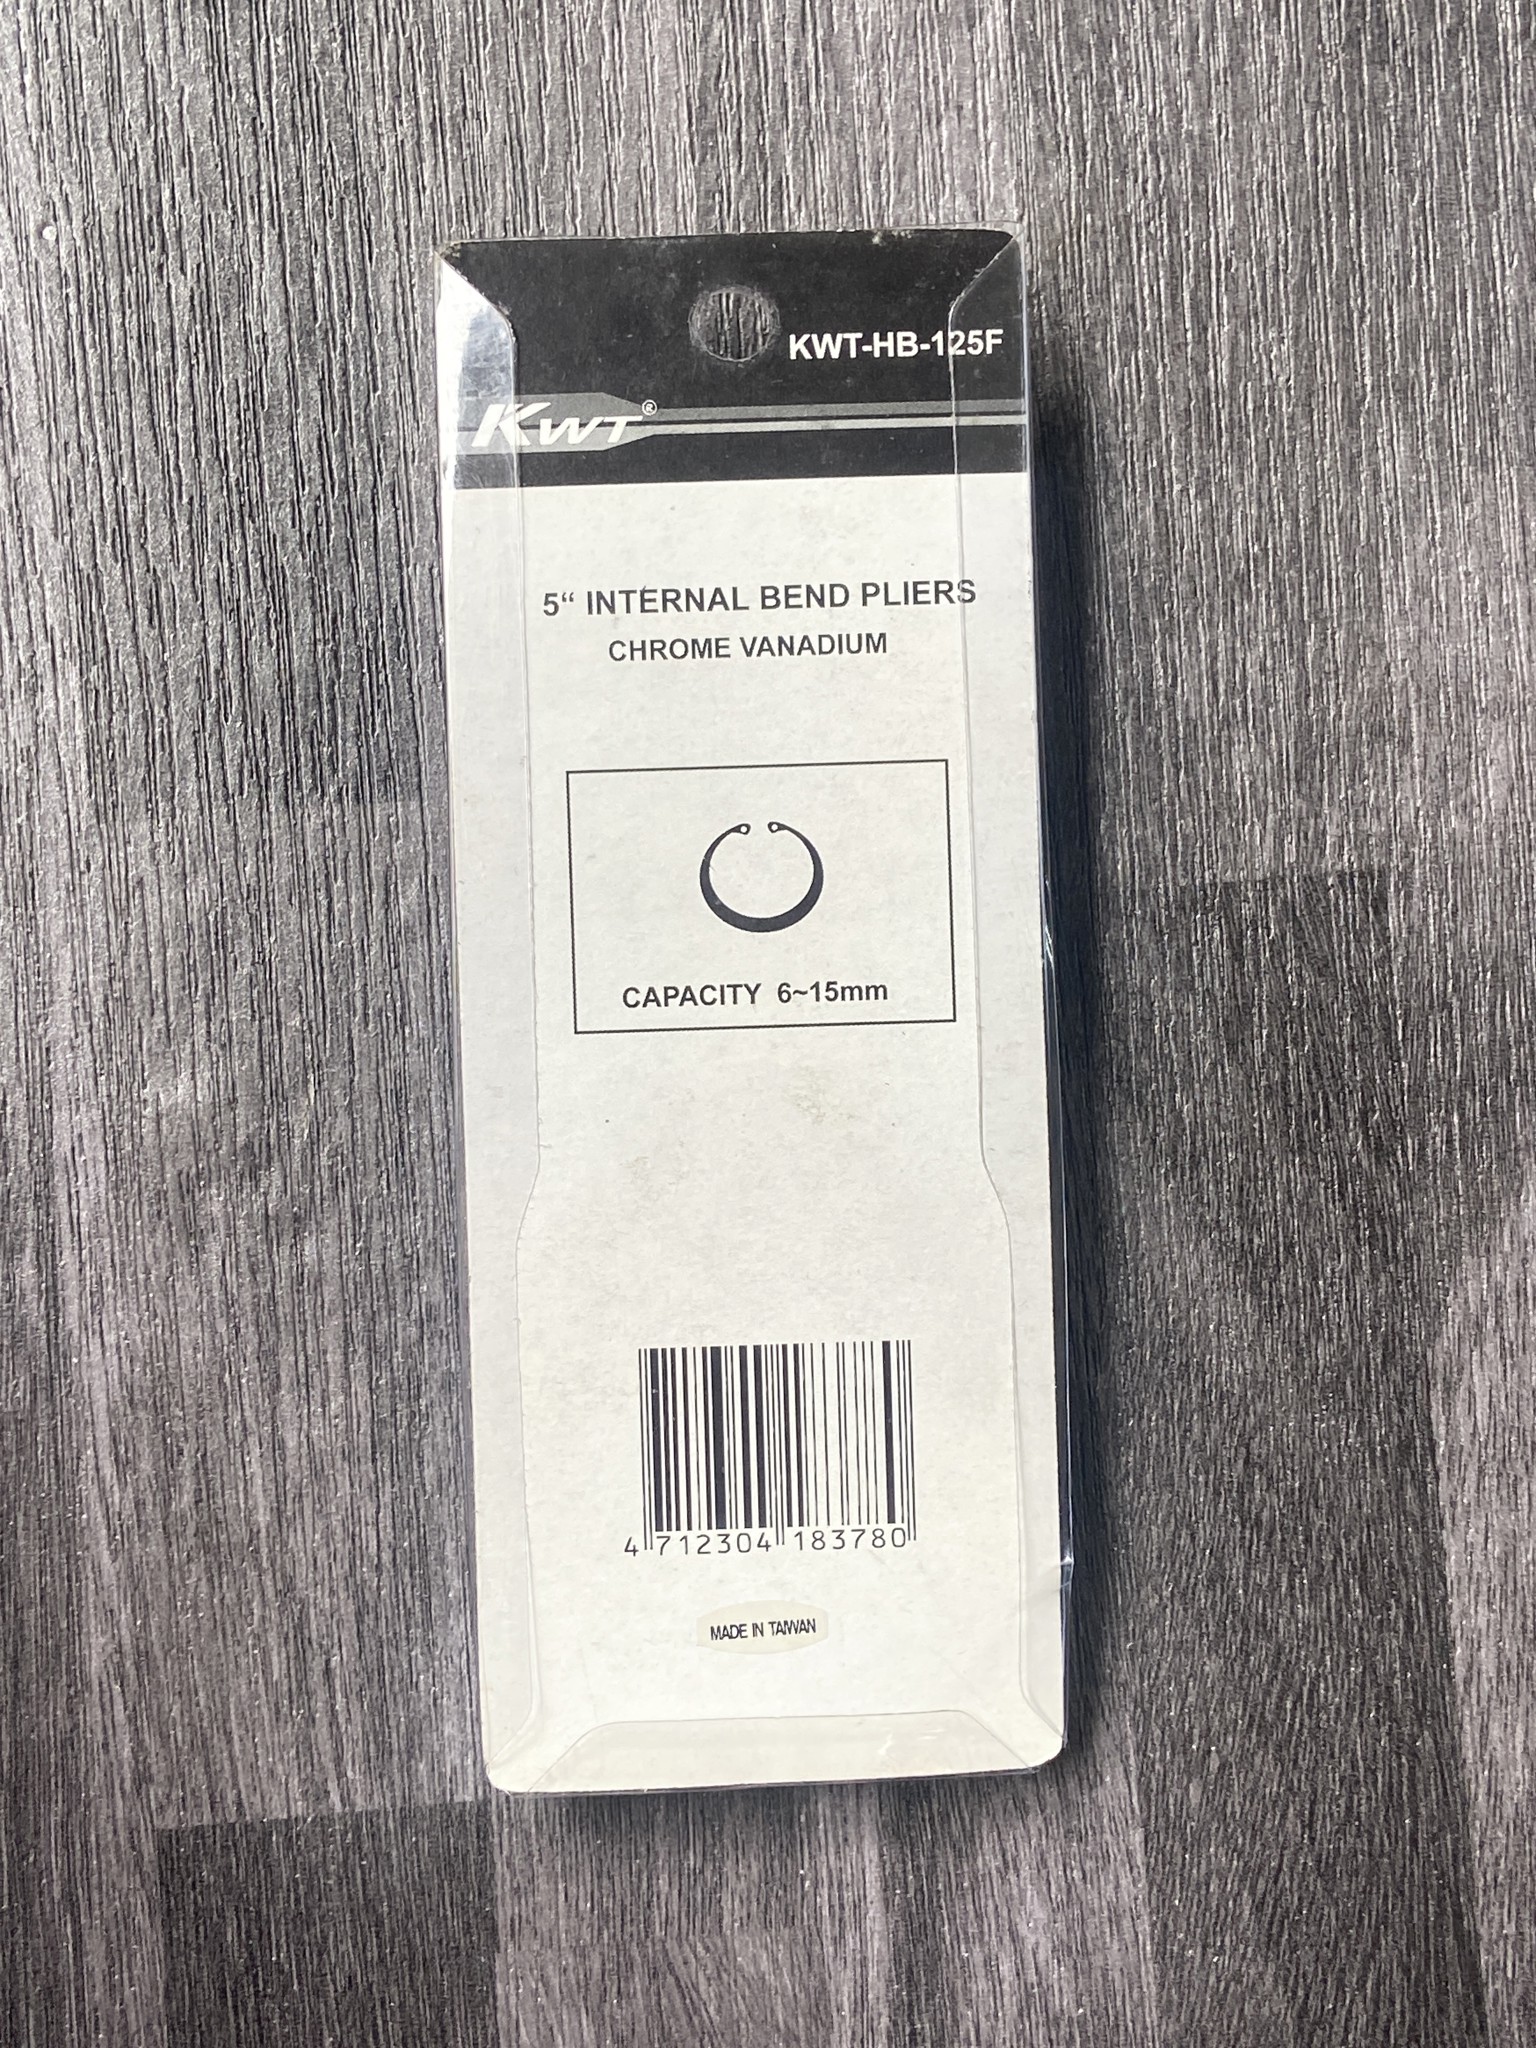 KWT-HB-125F
KWT®
5“ INTERNAL BEND PLIERS
CHROME VANADIUM
CAPACITY 6~15mm
4 712304 183780
MADE IN TAIWAN